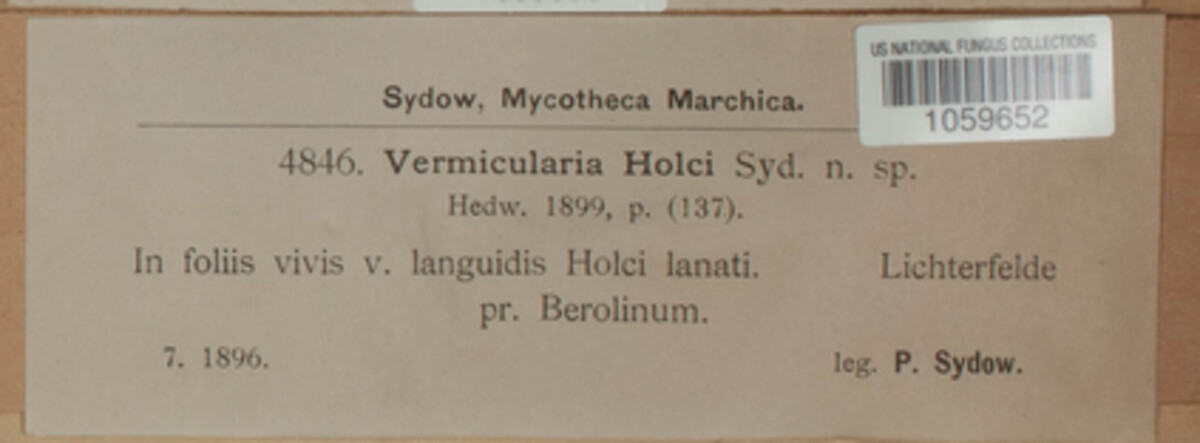 US NATIONAL FUNGUS COLLECTIONS
1059652
Sydow, Mycotheca Marchica.
4846. Vermicularia Holci Syd. n. sp.
Hedw. 1899, p. (137).
In foliis vivis v. languidis Holci lanati. Lichterfelde
pr. Berolinum.
7. 1896. leg. P. Sydow.